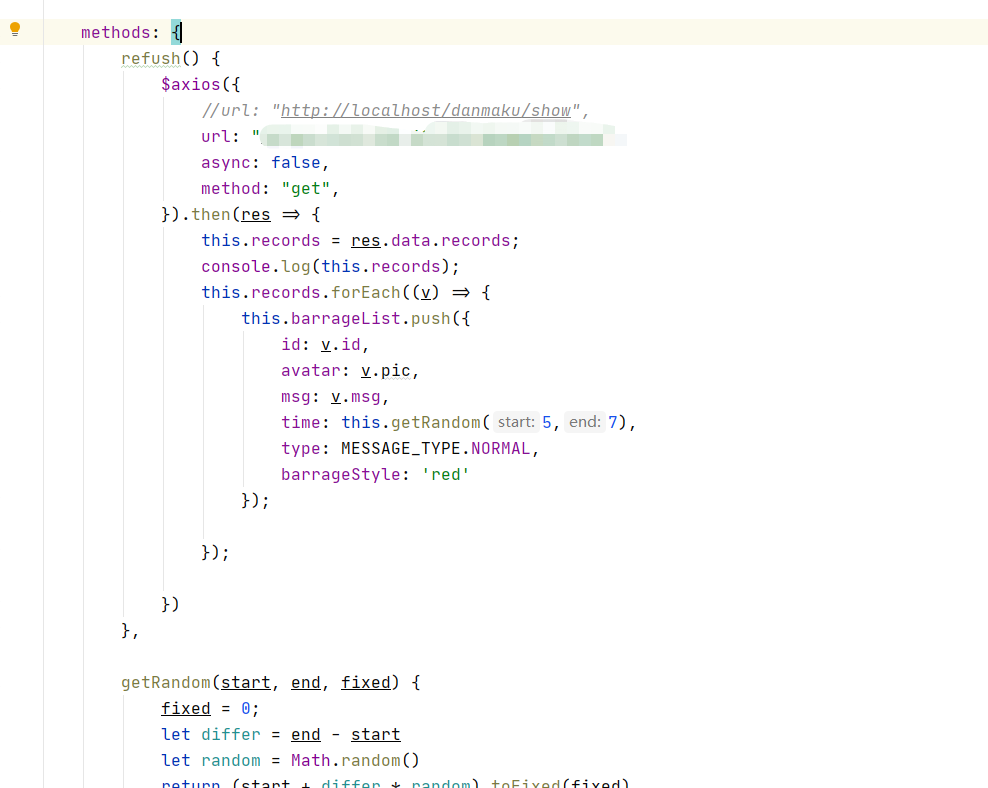 methods: {
refush() {
$axios({
//url: "http://localhost/danmaku/show",
url: "
async: false,
method: "get",
}).then(res => {
this.records = res.data.records;
console.log(this.records);
this.records.forEach((v) => {
this.barrageList.push({
id: v.id,
avatar: v.pic,
msg: v.msg,
time: this.getRandom( start: 5, end: 7),
type: MESSAGE_TYPE.NORMAL,
barrageStyle: 'red'
});
});
})
},
getRandom(start, end, fixed) {
fixed = 0;
let differ = end - start
let random = Math.random()
return (start + differ * random).toFixed(fixed)